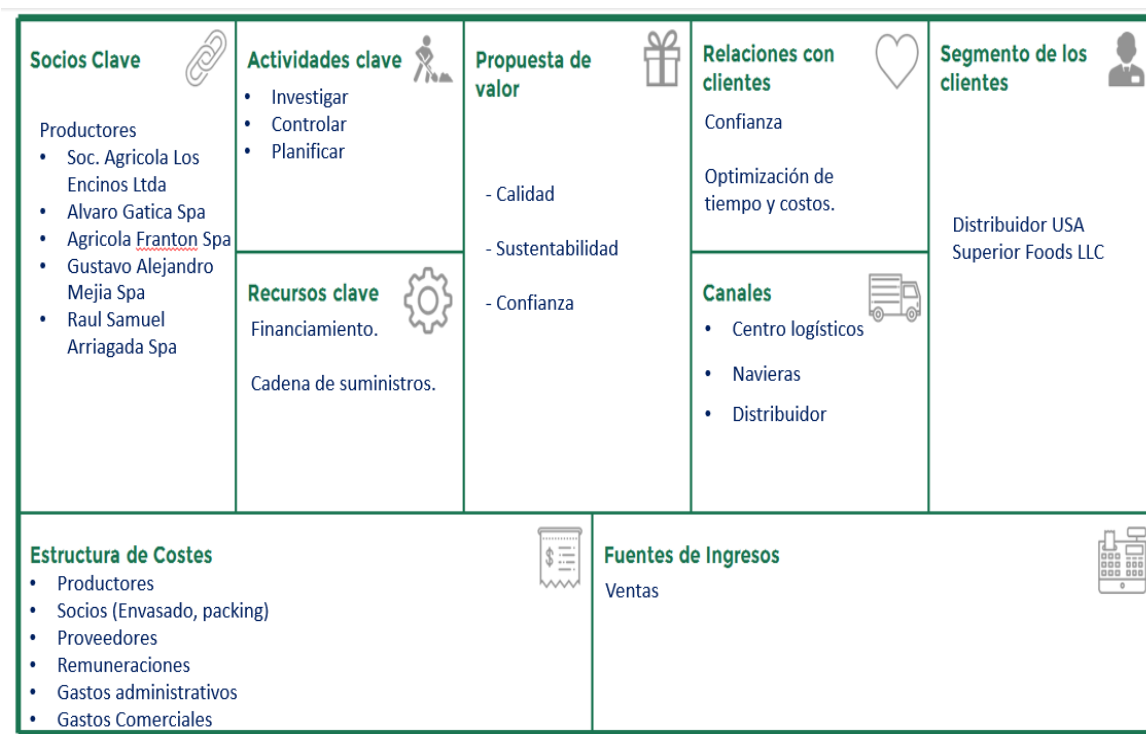 Socios Clave
Productores
• Soc. Agricola Los
Encinos Ltda
• Alvaro Gatica Spa
• Agricola Franton Spa
• Gustavo Alejandro
Mejia Spa
• Raul Samuel
Arriagada Spa
Actividades clave
• Investigar
• Controlar
• Planificar
Recursos clave
Financiamiento.
Cadena de suministros.
Propuesta de
valor
- Calidad
- Sustentabilidad
- Confianza
Relaciones con
clientes
Confianza
Optimización de
tiempo y costos.
Canales
• Centro logísticos
• Navieras
• Distribuidor
Segmento de los
clientes
Distribuidor USA
Superior Foods LLC
Estructura de Costes
$
• Productores
• Socios (Envasado, packing)
• Proveedores
• Remuneraciones
• Gastos administrativos
• Gastos Comerciales
Fuentes de Ingresos
Ventas